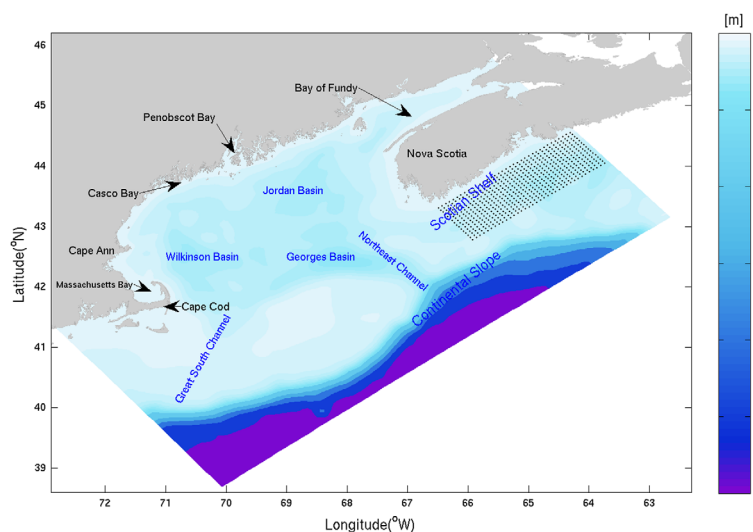 [m]
46
45
44
43
42
41
40
39
Latitude(°N)
Bay of Fundy
Penobscot Bay
Nova Scotia
Casco Bay
Jordan Basin
Scotian Shelf
Cape Ann
Wilkinson Basin
Georges Basin
Northeast Channel
Massachusetts Bay
Cape Cod
Continental Slope
Great South Channel
72
71
70
69
68
67
66
65
64
63
Longitude(°W)